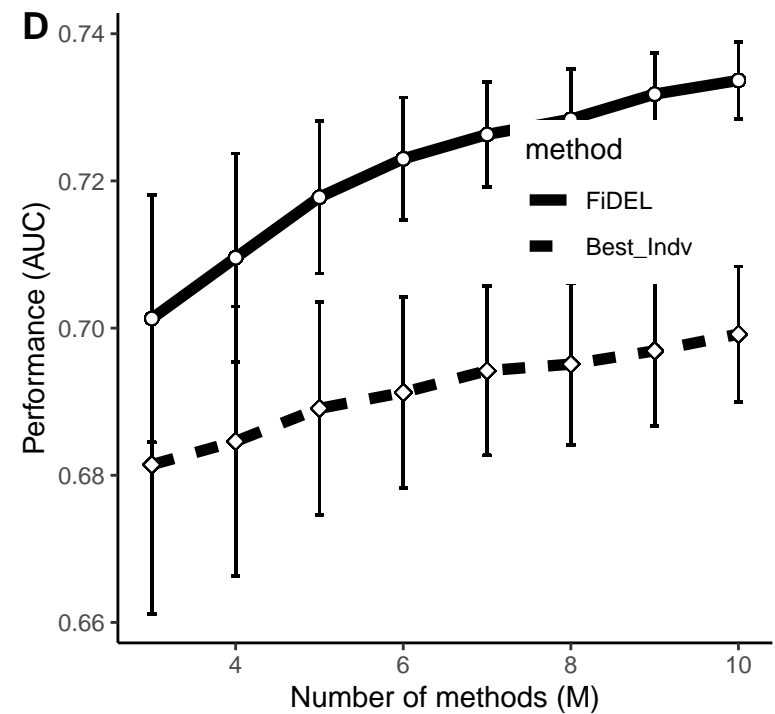 D
0.74
0.72
0.70
0.68
0.66
Performance (AUC)
method
FiDEL
Best_Indv
4 6 8 10
Number of methods (M)